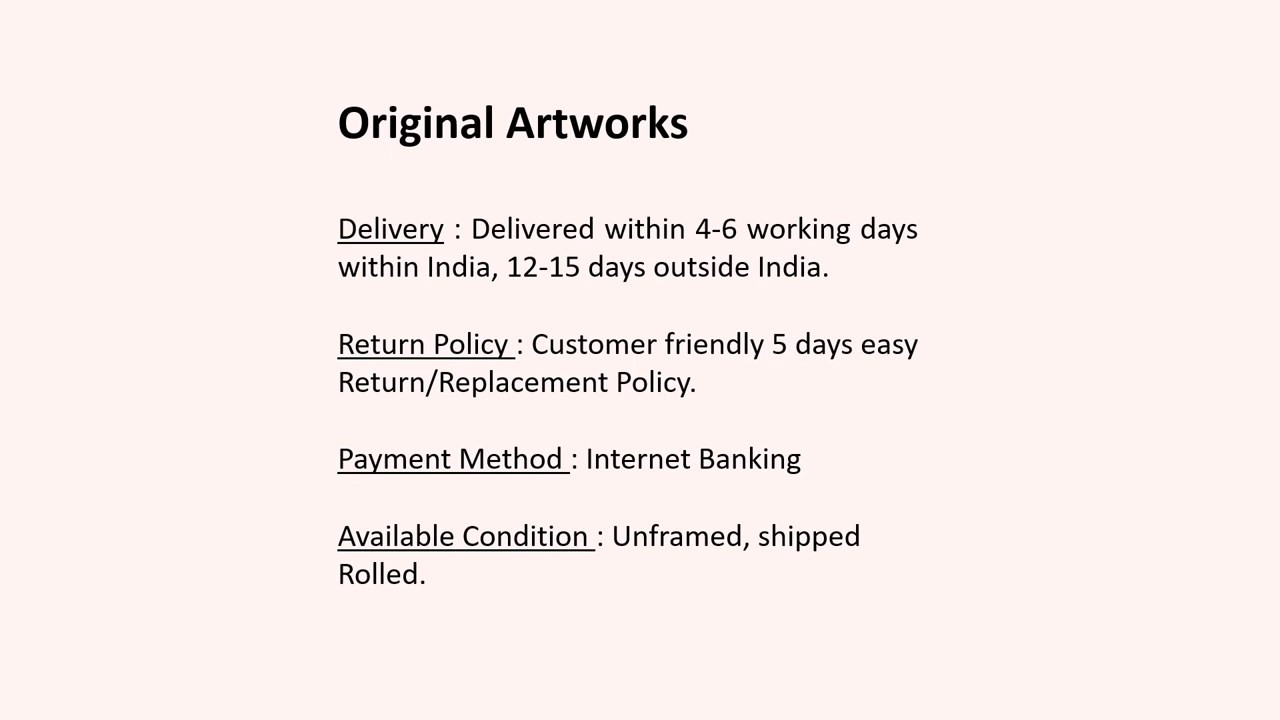 Original Artworks
Delivery : Delivered within 4-6 working days
within India, 12-15 days outside India.
Return Policy : Customer friendly 5 days easy
Return/Replacement Policy.
Payment Method : Internet Banking
Available Condition : Unframed, shipped
Rolled.